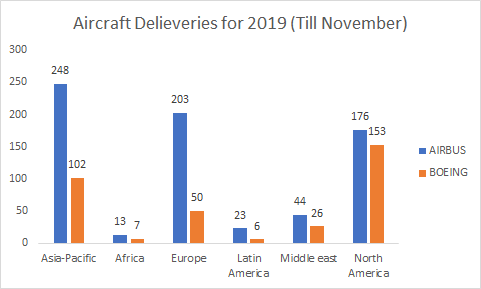 Aircraft Delieveries for 2019 (Till November)
300
250
200
150
100
50
0
248
102
13
7
203
50
23
6
44
26
176
153
Asia-Pacific
Africa
Europe
Latin
America
Middle east
North
America
AIRBUS
BOEING